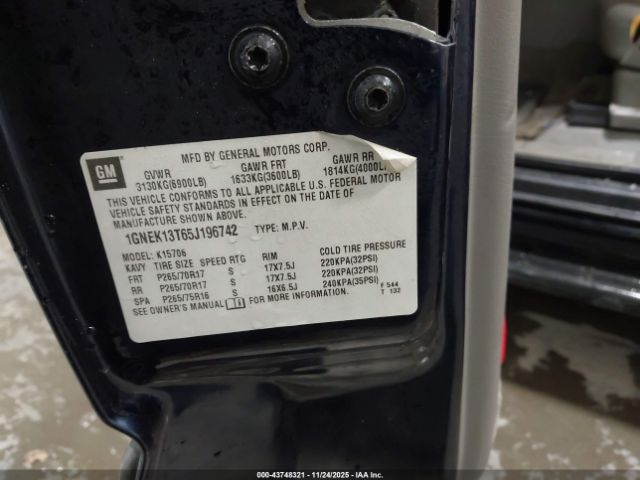 GM
MFD BY GENERAL MOTORS CORP.
GVWR GAWR FRT GAWR RR
3130KG(6900LB) 1633KG(3600LB) 1814KG(4000L
THIS VEHICLE CONFORMS TO ALL APPLICABLE U.S. FEDERAL MOTOR
VEHICLE SAFETY STANDARDS IN EFFECT ON THE DATE OF
MANUFACTURE SHOWN ABOVE.
1GNEK13T65J196742 TYPE: M.P.V.
MODEL: K15706
KAVY TIRE SIZE SPEED RTG RIM COLD TIRE PRESSURE
FRT P265/70R17 S 17X7.5J 220KPA(32PSI)
RR P265/70R17 S 17X7.5J 220KPA(32PSI)
SPA P265/75R16 S 16X6.5J 240KPA(35PSI)
SEE OWNER'S MANUAL FOR MORE INFORMATION.
F 544
T 132
000-43748321 - 11/24/2025 - IAA Inc.